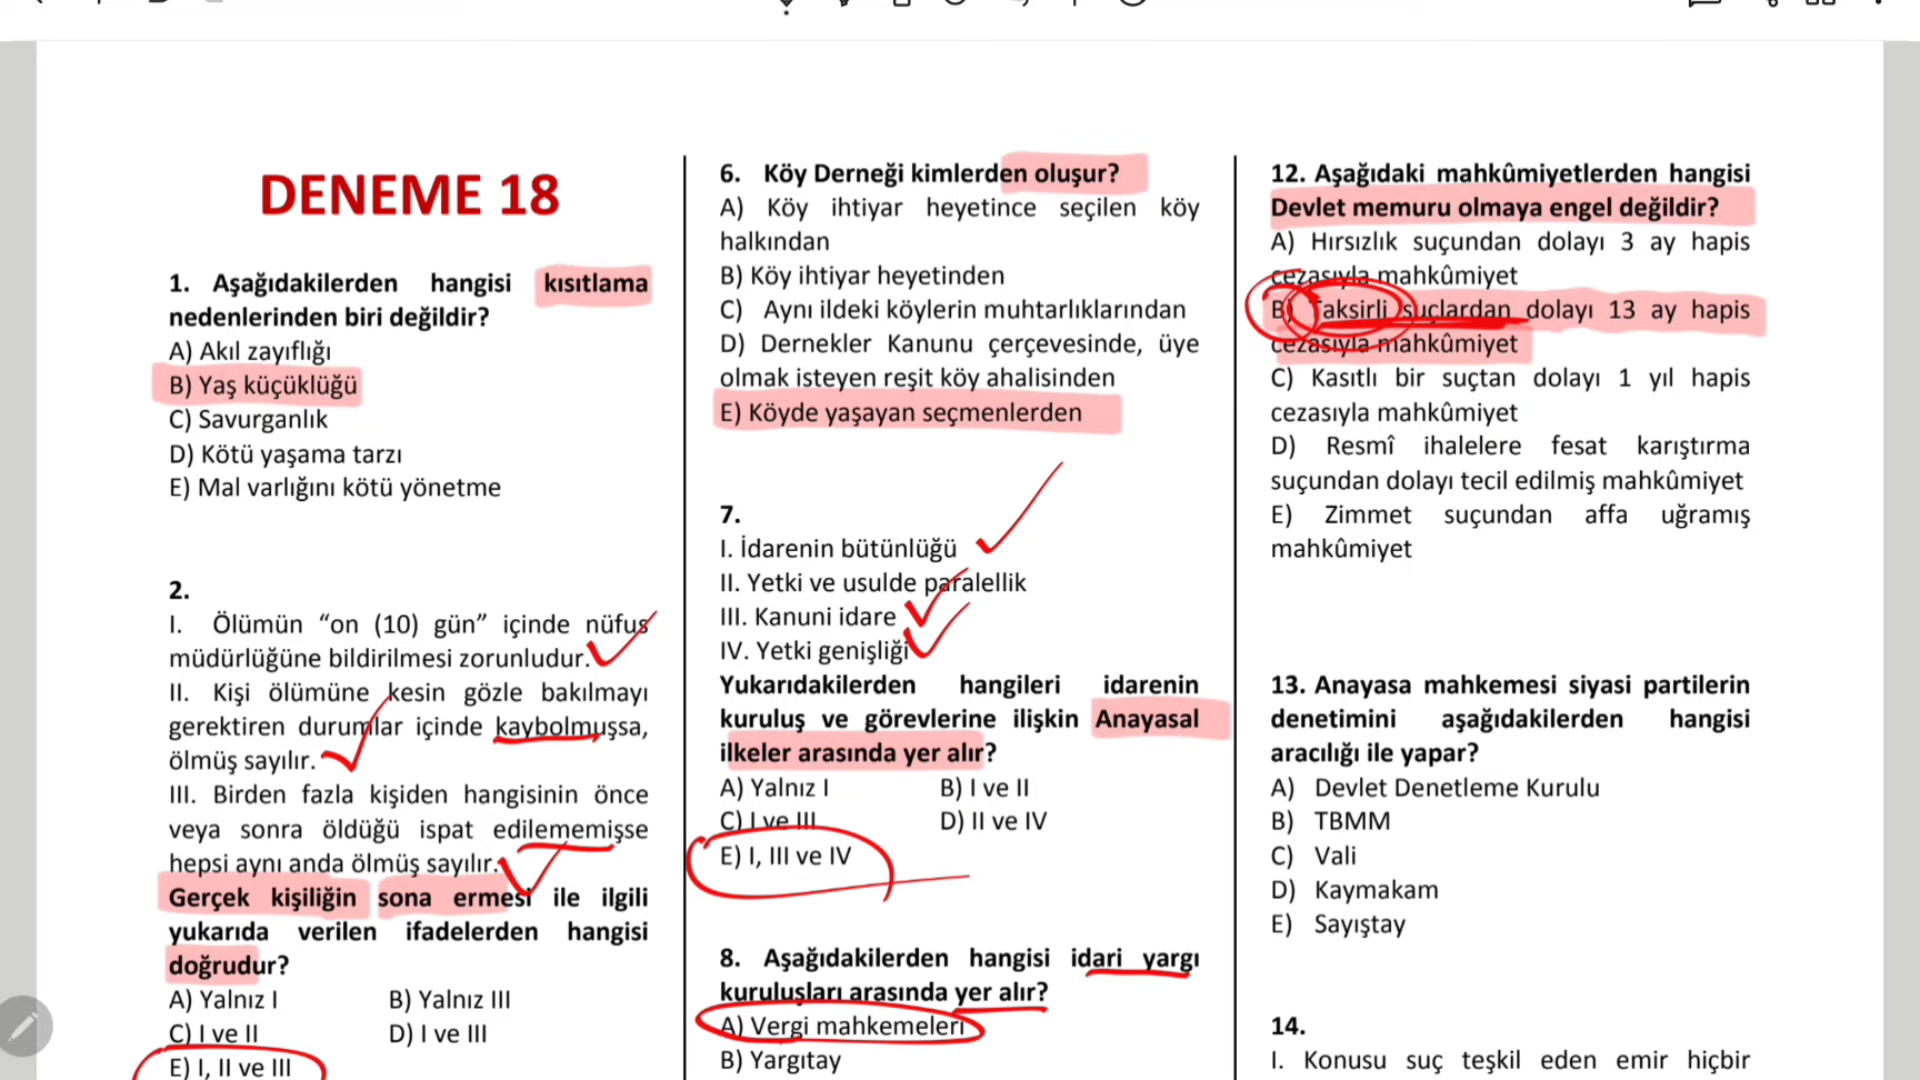 DENEME 18
1. Aşağıdakilerden hangisi kısıtlama
nedenlerinden biri değildir?
A) Akıl zayıflığı
B) Yaş küçüklüğü
C) Savurganlık
D) Kötü yaşama tarzı
E) Mal varlığını kötü yönetme
2.
I. Ölümün “on (10) gün” içinde nüfus
müdürlüğüne bildirilmesi zorunludur.
II. Kişi ölümüne kesin gözle bakılmayı
gerektiren durumlar içinde kaybolmuşsa,
ölmüş sayılır.
III. Birden fazla kişiden hangisinin önce
veya sonra öldüğü ispat edilememişse
hepsi aynı anda ölmüş sayılır.
Gerçek kişiliğin sona ermesi ile ilgili
yukarıda verilen ifadelerden hangisi
doğrudur?
A) Yalnız I B) Yalnız III
C) I ve II D) I ve III
E) I, II ve III
6. Köy Derneği kimlerden oluşur?
A) Köy ihtiyar heyetince seçilen köy
halkından
B) Köy ihtiyar heyetinden
C) Aynı ildeki köylerin muhtarlıklarından
D) Dernekler Kanunu çerçevesinde, üye
olmak isteyen reşit köy ahalisinden
E) Köyde yaşayan seçmenlerden
7.
I. İdarenin bütünlüğü
II. Yetki ve usulde paralellik
III. Kanuni idare
IV. Yetki genişliği
Yukarıdakilerden hangileri idarenin
kuruluş ve görevlerine ilişkin Anayasal
ilkeler arasında yer alır?
A) Yalnız I B) I ve II
C) I ve III D) II ve IV
E) I, III ve IV
8. Aşağıdakilerden hangisi idari yargı
kuruluşları arasında yer alır?
A) Vergi mahkemeleri
B) Yargıtay
12. Aşağıdaki mahkûmiyetlerden hangisi
Devlet memuru olmaya engel değildir?
A) Hırsızlık suçundan dolayı 3 ay hapis
cezasıyla mahkûmiyet
B) Taksirli suçlardan dolayı 13 ay hapis
cezasıyla mahkûmiyet
C) Kasıtlı bir suçtan dolayı 1 yıl hapis
cezasıyla mahkûmiyet
D) Resmî ihalelere fesat karıştırma
suçundan dolayı tecil edilmiş mahkûmiyet
E) Zimmet suçundan affa uğramış
mahkûmiyet
13. Anayasa mahkemesi siyasi partilerin
denetimini aşağıdakilerden hangisi
aracılığı ile yapar?
A) Devlet Denetleme Kurulu
B) TBMM
C) Vali
D) Kaymakam
E) Sayıştay
14.
I. Konusu suç teşkil eden emir hiçbir